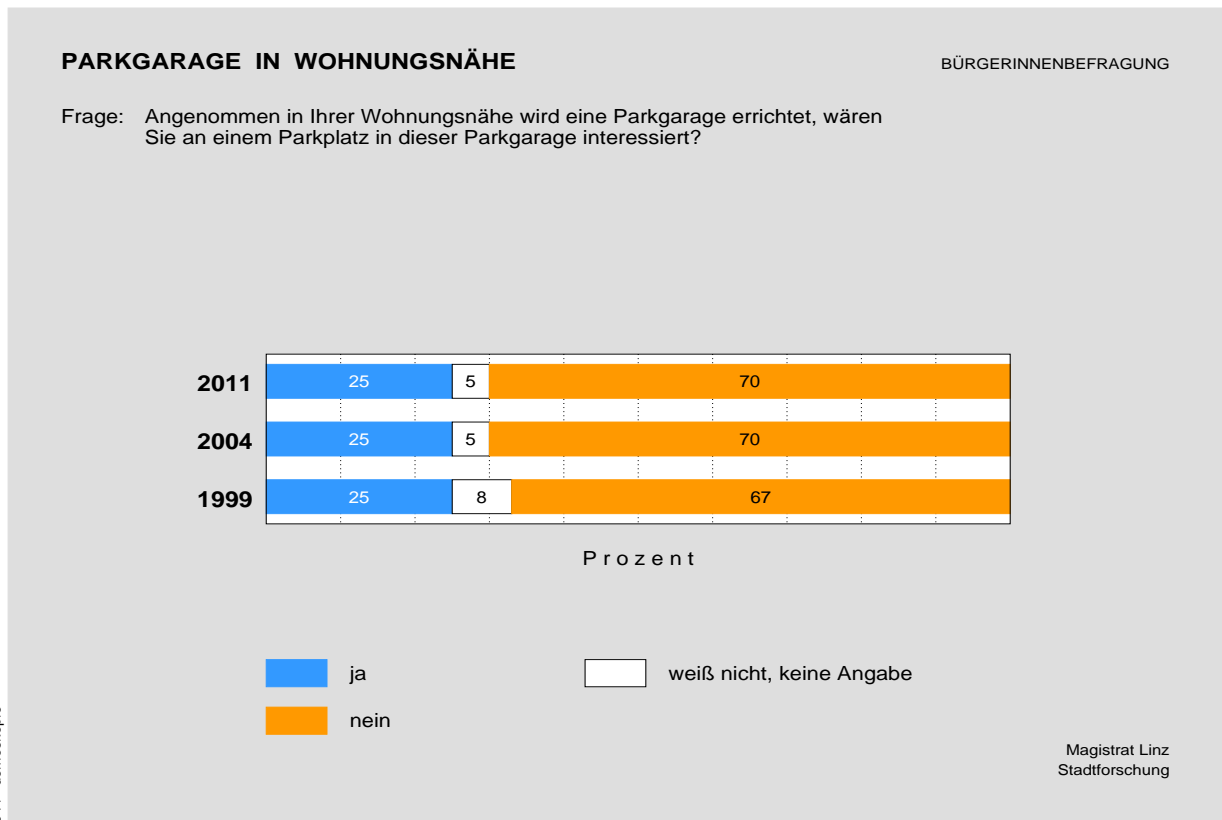 PARKGARAGE IN WOHNUNGSNÄHE
BÜRGERINNENBEFRAGUNG
Frage: Angenommen in Ihrer Wohnungsnähe wird eine Parkgarage errichtet, wären
Sie an einem Parkplatz in dieser Parkgarage interessiert?
2011 25 5 70
2004 25 5 70
1999 25 8 67
Prozent
ja
weiß nicht, keine Angabe
nein
Magistrat Linz
Stadtforschung